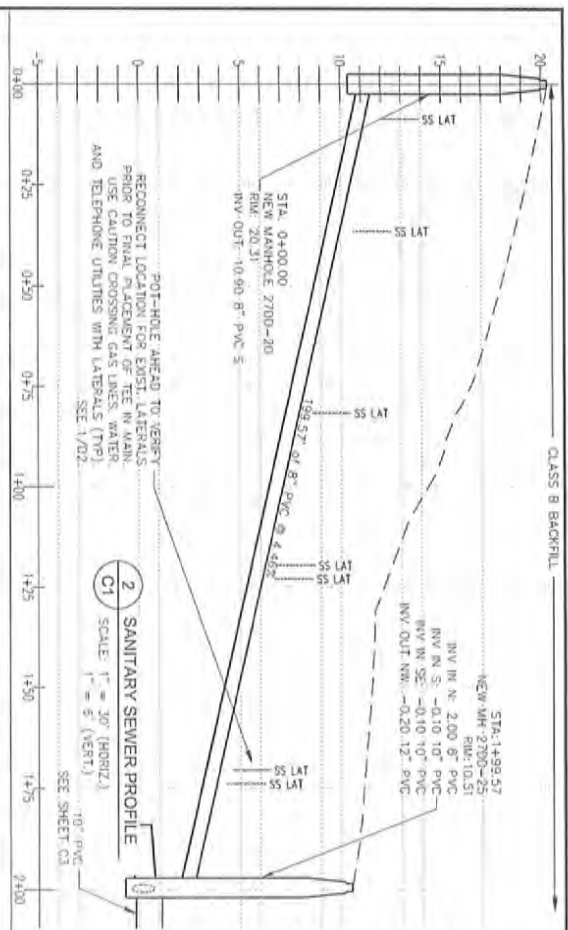 CLASS B BACKFILL
20
15
10
5
0
-5
SS LAT
SS LAT
SS LAT
SS LAT
SS LAT
SS LAT
SS LAT
STA: 0+00.00
NEW MANHOLE 2700-20
RIM: 20.31
INV OUT: 10.90 8" PVC S
199.57' of 8" PVC @ 4.46%
STA: 1+99.57
NEW MH 2700-25
RIM: 10.51
INV IN N: 2.00 8" PVC
INV IN S: -0.10 10" PVC
INV IN SE: -0.10 10" PVC
INV OUT NW: -0.20 12" PVC
POT-HOLE AHEAD TO VERIFY
RECONNECT LOCATION FOR EXIST. LATERALS
PRIOR TO FINAL PLACEMENT OF TEE IN MAIN.
USE CAUTION CROSSING GAS LINES, WATER,
AND TELEPHONE UTILITIES WITH LATERALS (TYP).
SEE 1/D2
10" PVC
SEE SHEET C3
0+00
0+25
0+50
0+75
1+00
1+25
1+50
1+75
2+00
2
C1
SANITARY SEWER PROFILE
SCALE: 1" = 30' (HORIZ.)
1" = 6' (VERT.)